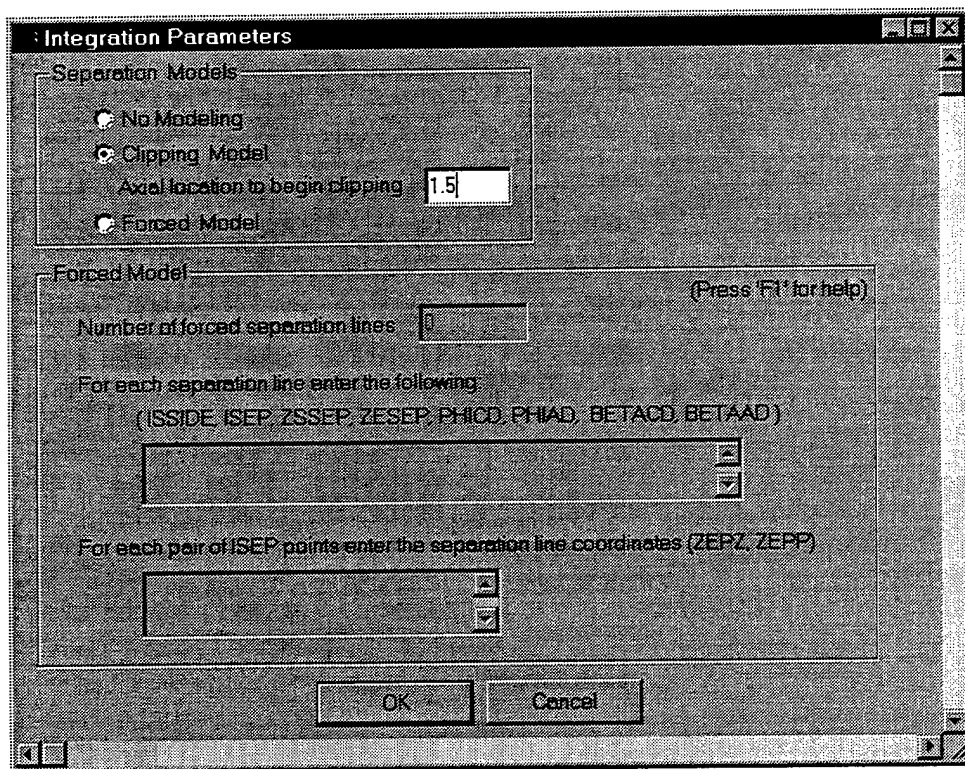 Integration Parameters
Separation Models
No Modeling
Clipping Model
Axial location to begin clipping 1.5
Forced Model
Forced Model
(Press 'F1' for help)
Number of forced separation lines 0
For each separation line enter the following:
( ISSIDE, ISEP, ZSSEP, ZESEP, PHICD, PHIAD, BETACD, BETAAD )
For each pair of ISEP points enter the separation line coordinates (ZEPZ, ZEPP)
OK Cancel